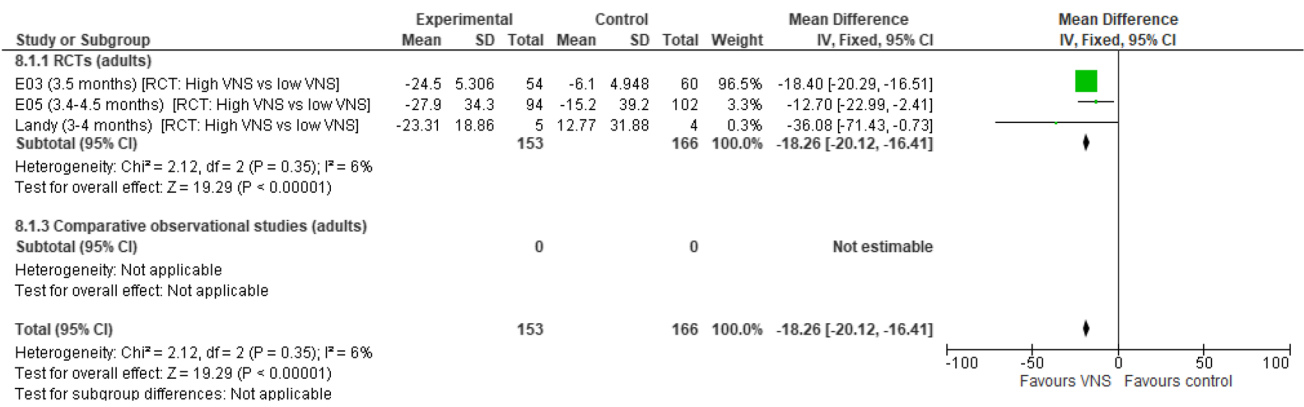 Experimental Control Mean Difference Mean Difference
Study or Subgroup Mean SD Total Mean SD Total Weight IV, Fixed, 95% CI IV, Fixed, 95% CI
8.1.1 RCTs (adults)
E03 (3.5 months) [RCT: High VNS vs low VNS] -24.5 5.306 54 -6.1 4.948 60 96.5% -18.40 [-20.29, -16.51]
E05 (3.4-4.5 months) [RCT: High VNS vs low VNS] -27.9 34.3 94 -15.2 39.2 102 3.3% -12.70 [-22.99, -2.41]
Landy (3-4 months) [RCT: High VNS vs low VNS] -23.31 18.86 5 12.77 31.88 4 0.3% -36.08 [-71.43, -0.73]
Subtotal (95% CI) 153 166 100.0% -18.26 [-20.12, -16.41]
Heterogeneity: Chi² = 2.12, df = 2 (P = 0.35); I² = 6%
Test for overall effect: Z = 19.29 (P < 0.00001)
8.1.3 Comparative observational studies (adults)
Subtotal (95% CI) 0 0 Not estimable
Heterogeneity: Not applicable
Test for overall effect: Not applicable
Total (95% CI) 153 166 100.0% -18.26 [-20.12, -16.41]
Heterogeneity: Chi² = 2.12, df = 2 (P = 0.35); I² = 6%
Test for overall effect: Z = 19.29 (P < 0.00001)
Test for subgroup differences: Not applicable
-100 -50 0 50 100
Favours VNS Favours control